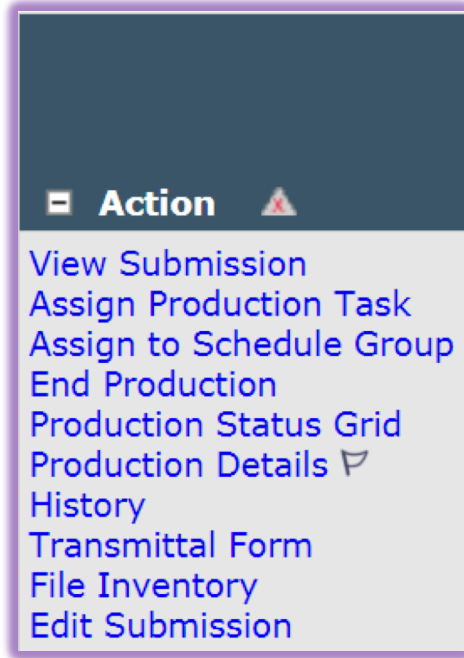 Action
View Submission
Assign Production Task
Assign to Schedule Group
End Production
Production Status Grid
Production Details
History
Transmittal Form
File Inventory
Edit Submission